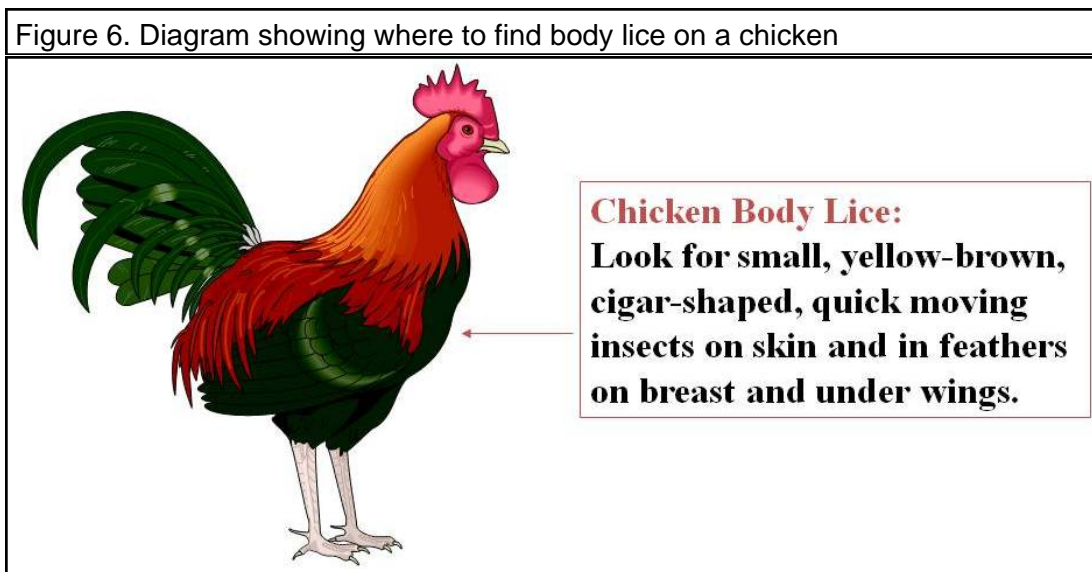 Figure 6. Diagram showing where to find body lice on a chicken
Chicken Body Lice:
Look for small, yellow-brown,
cigar-shaped, quick moving
insects on skin and in feathers
on breast and under wings.